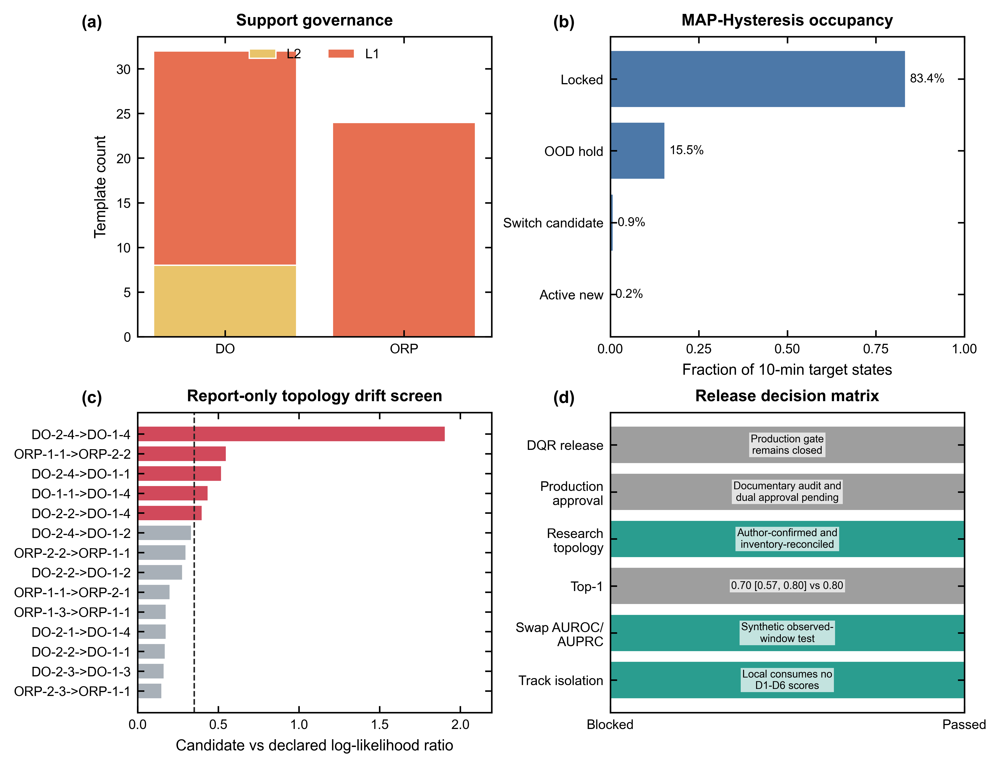 (a)
Support governance
L2
L1
30
25
20
15
10
5
0
Template count
DO
ORP
(b)
MAP-Hysteresis occupancy
Locked
83.4%
OOD hold
15.5%
Switch candidate
0.9%
Active new
0.2%
0.00
0.25
0.50
0.75
1.00
Fraction of 10-min target states
(c)
Report-only topology drift screen
DO-2-4->DO-1-4
ORP-1-1->ORP-2-2
DO-2-4->DO-1-1
DO-1-1->DO-1-4
DO-2-2->DO-1-4
DO-2-4->DO-1-2
ORP-2-2->ORP-1-1
DO-2-2->DO-1-2
ORP-1-1->ORP-2-1
ORP-1-3->ORP-1-1
DO-2-1->DO-1-4
DO-2-2->DO-1-1
DO-2-3->DO-1-3
ORP-2-3->ORP-1-1
0.0
0.5
1.0
1.5
2.0
Candidate vs declared log-likelihood ratio
(d)
Release decision matrix
DQR release
Production gate
remains closed
Production
approval
Documentary audit and
dual approval pending
Research
topology
Author-confirmed and
inventory-reconciled
Top-1
0.70 [0.57, 0.80] vs 0.80
Swap AUROC/
AUPRC
Synthetic observed-
window test
Track isolation
Local consumes no
D1-D6 scores
Blocked
Passed